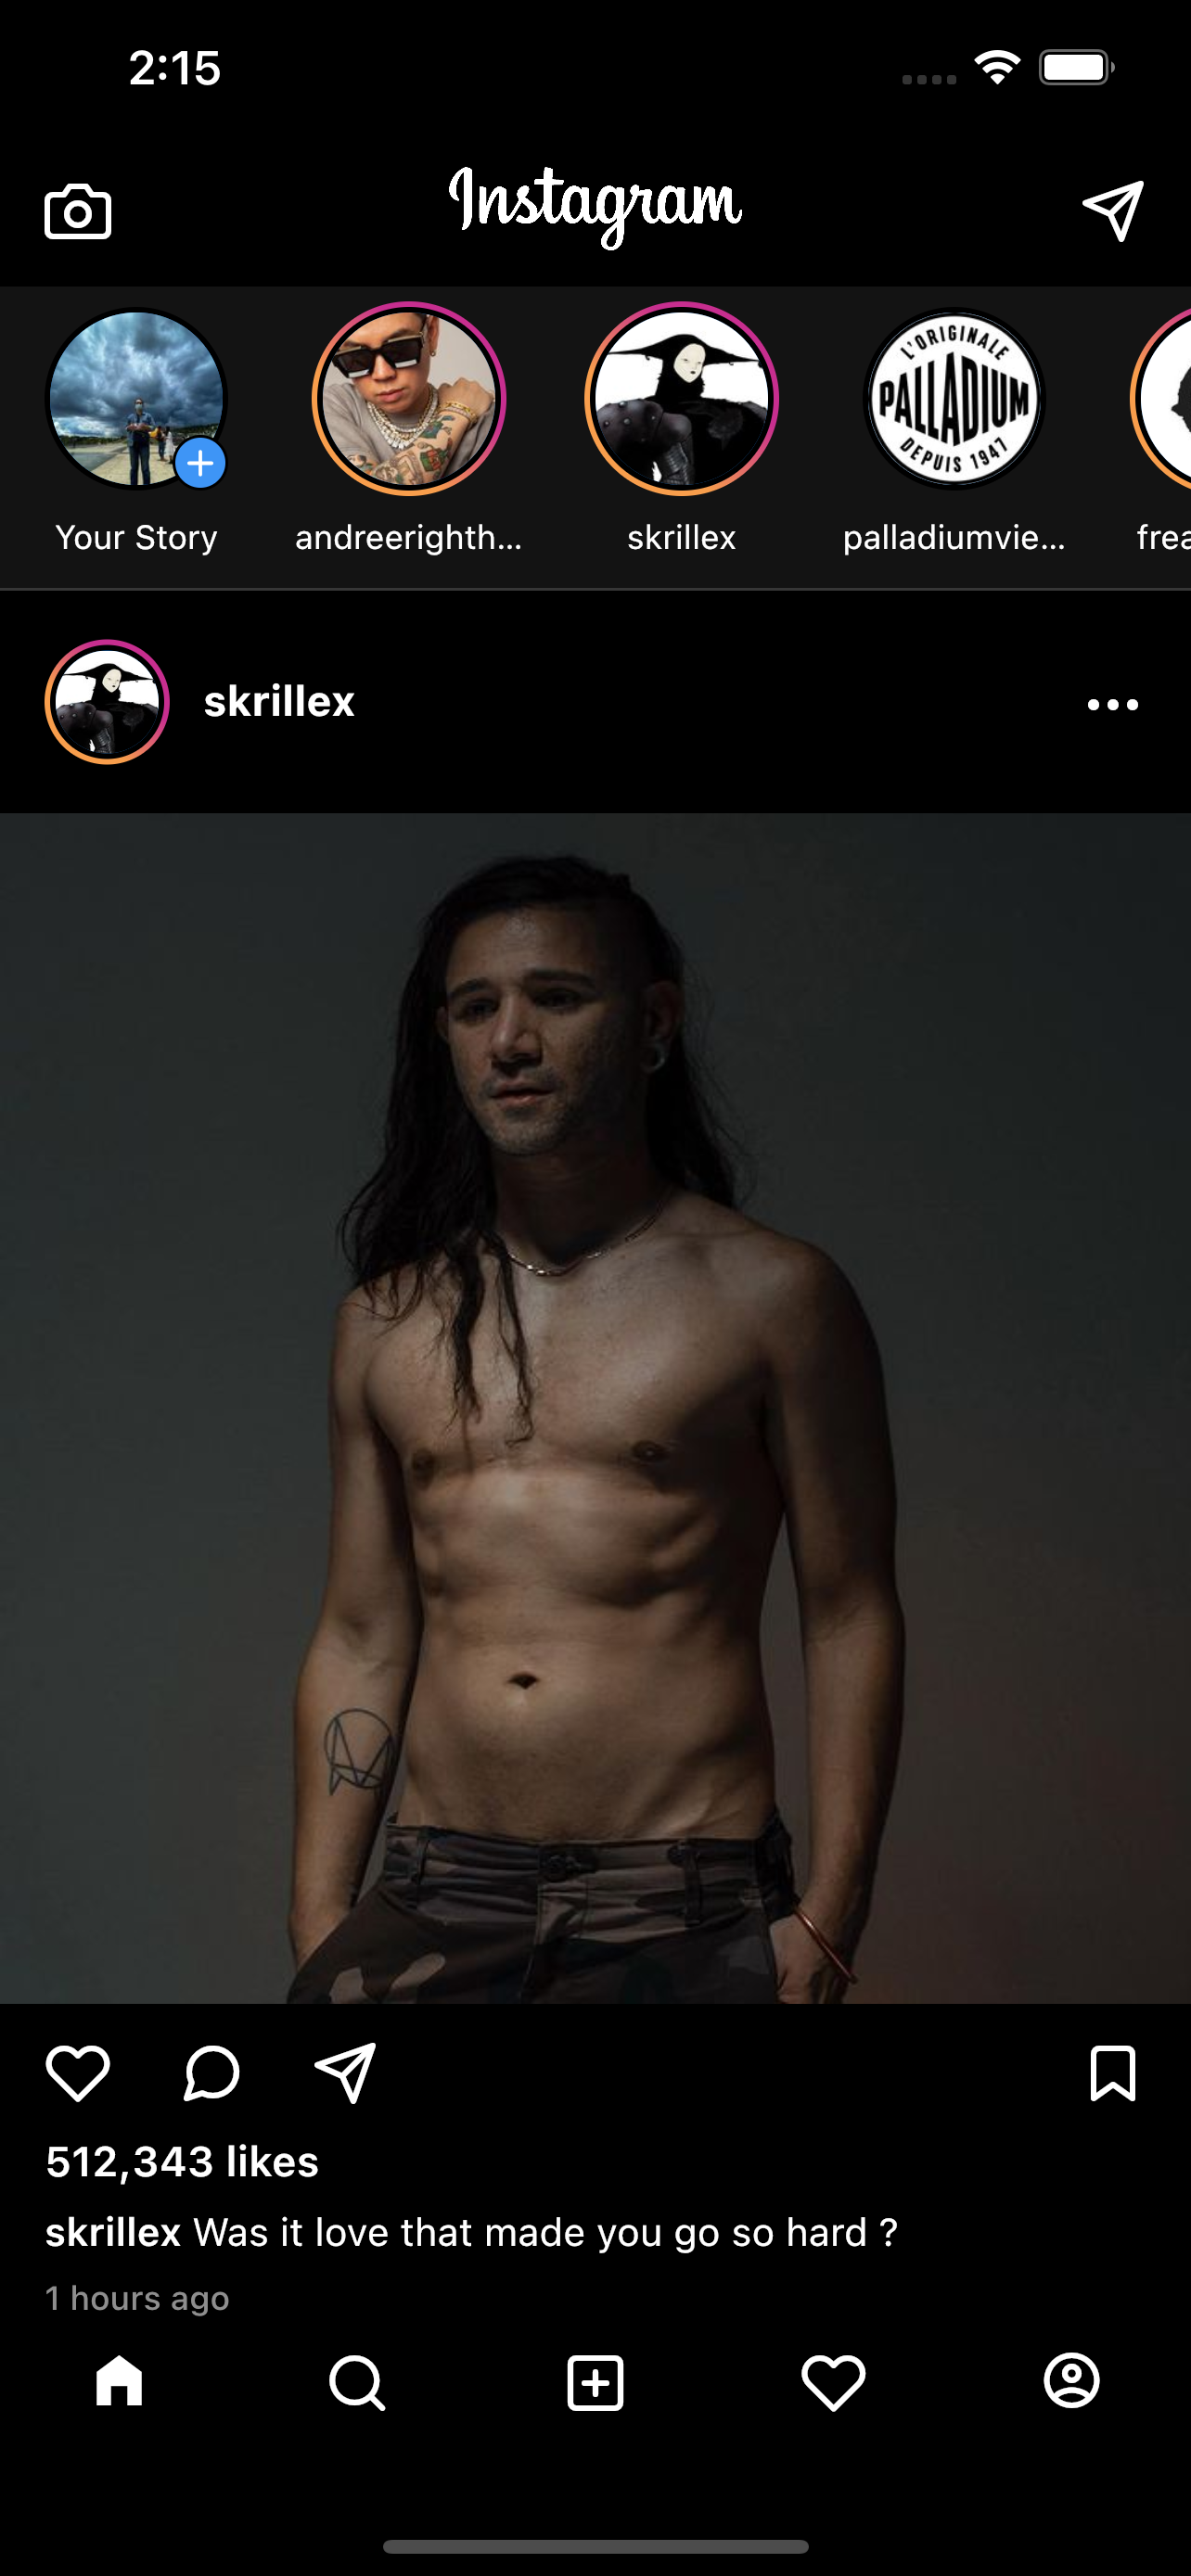 2:15
Instagram
L'ORIGINALE
PALLADIUM
DEPUIS 1947
Your Story
andreerighth...
skrillex
palladiumvie...
frea
skrillex
512,343 likes
skrillex Was it love that made you go so hard ?
1 hours ago